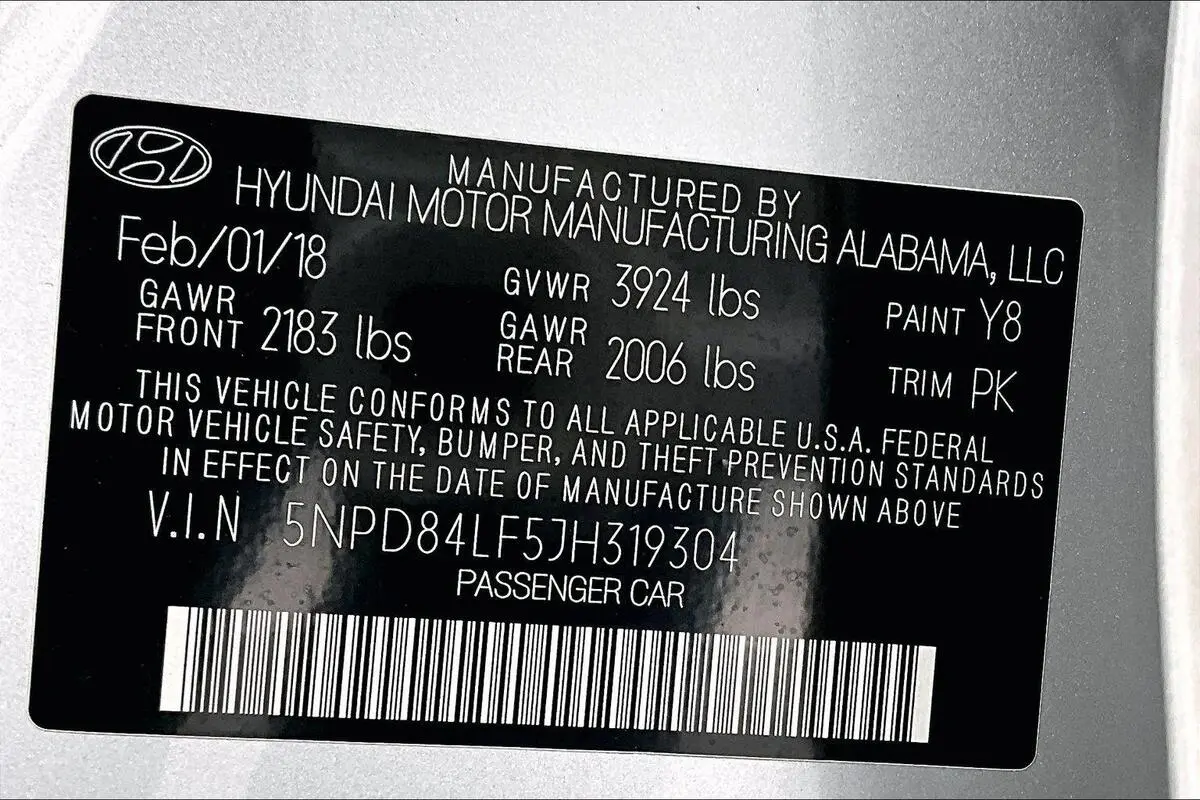 MANUFACTURED BY
HYUNDAI MOTOR MANUFACTURING ALABAMA, LLC
Feb/01/18 GVWR 3924 lbs PAINT Y8
GAWR FRONT 2183 lbs GAWR REAR 2006 lbs TRIM PK
THIS VEHICLE CONFORMS TO ALL APPLICABLE U.S.A. FEDERAL
MOTOR VEHICLE SAFETY, BUMPER, AND THEFT PREVENTION STANDARDS
IN EFFECT ON THE DATE OF MANUFACTURE SHOWN ABOVE
V.I.N 5NPD84LF5JH319304
PASSENGER CAR